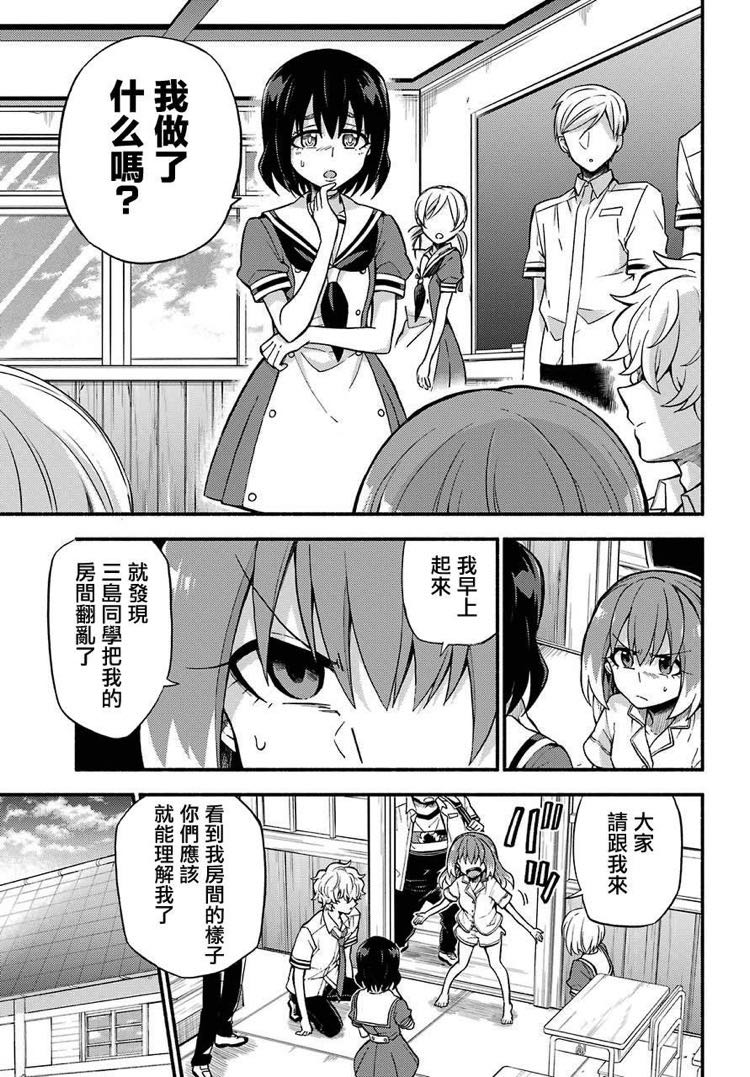 我做了
什么嗎？
我早上
起來
就發現
三島同學把我的
房間翻亂了
大家
請跟我來
看到我房間的樣子
你們應該
就能理解我了